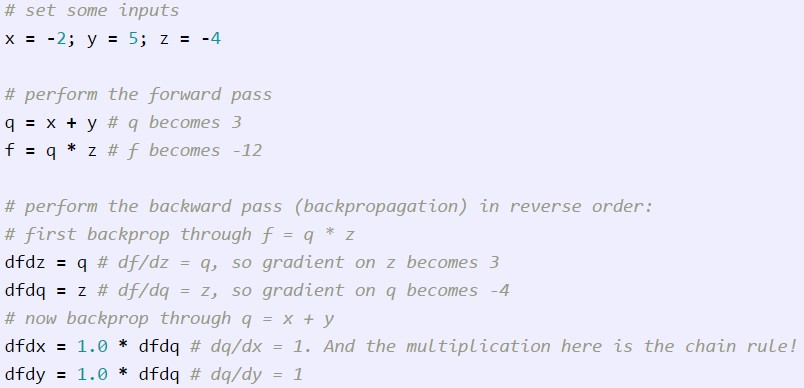 # set some inputs
x = -2; y = 5; z = -4
# perform the forward pass
q = x + y # q becomes 3
f = q * z # f becomes -12
# perform the backward pass (backpropagation) in reverse order:
# first backprop through f = q * z
dfdz = q # df/dz = q, so gradient on z becomes 3
dfdq = z # df/dq = z, so gradient on q becomes -4
# now backprop through q = x + y
dfdx = 1.0 * dfdq # dq/dx = 1. And the multiplication here is the chain rule!
dfdy = 1.0 * dfdq # dq/dy = 1